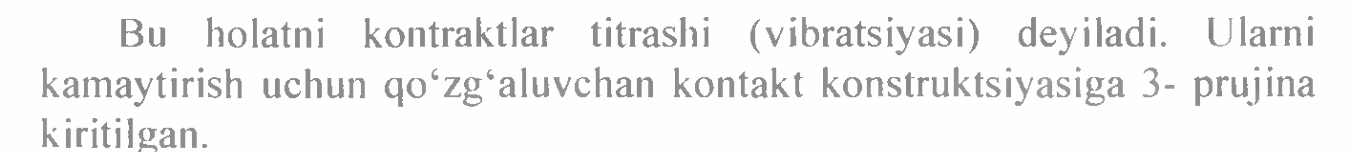 Bu holatni kontraktlar titrashi (vibratsiyasi) deyiladi. Ularni
kamaytirish uchun qo‘zg‘aluvchan kontakt konstruktsiyasiga 3- prujina
kiritilgan.